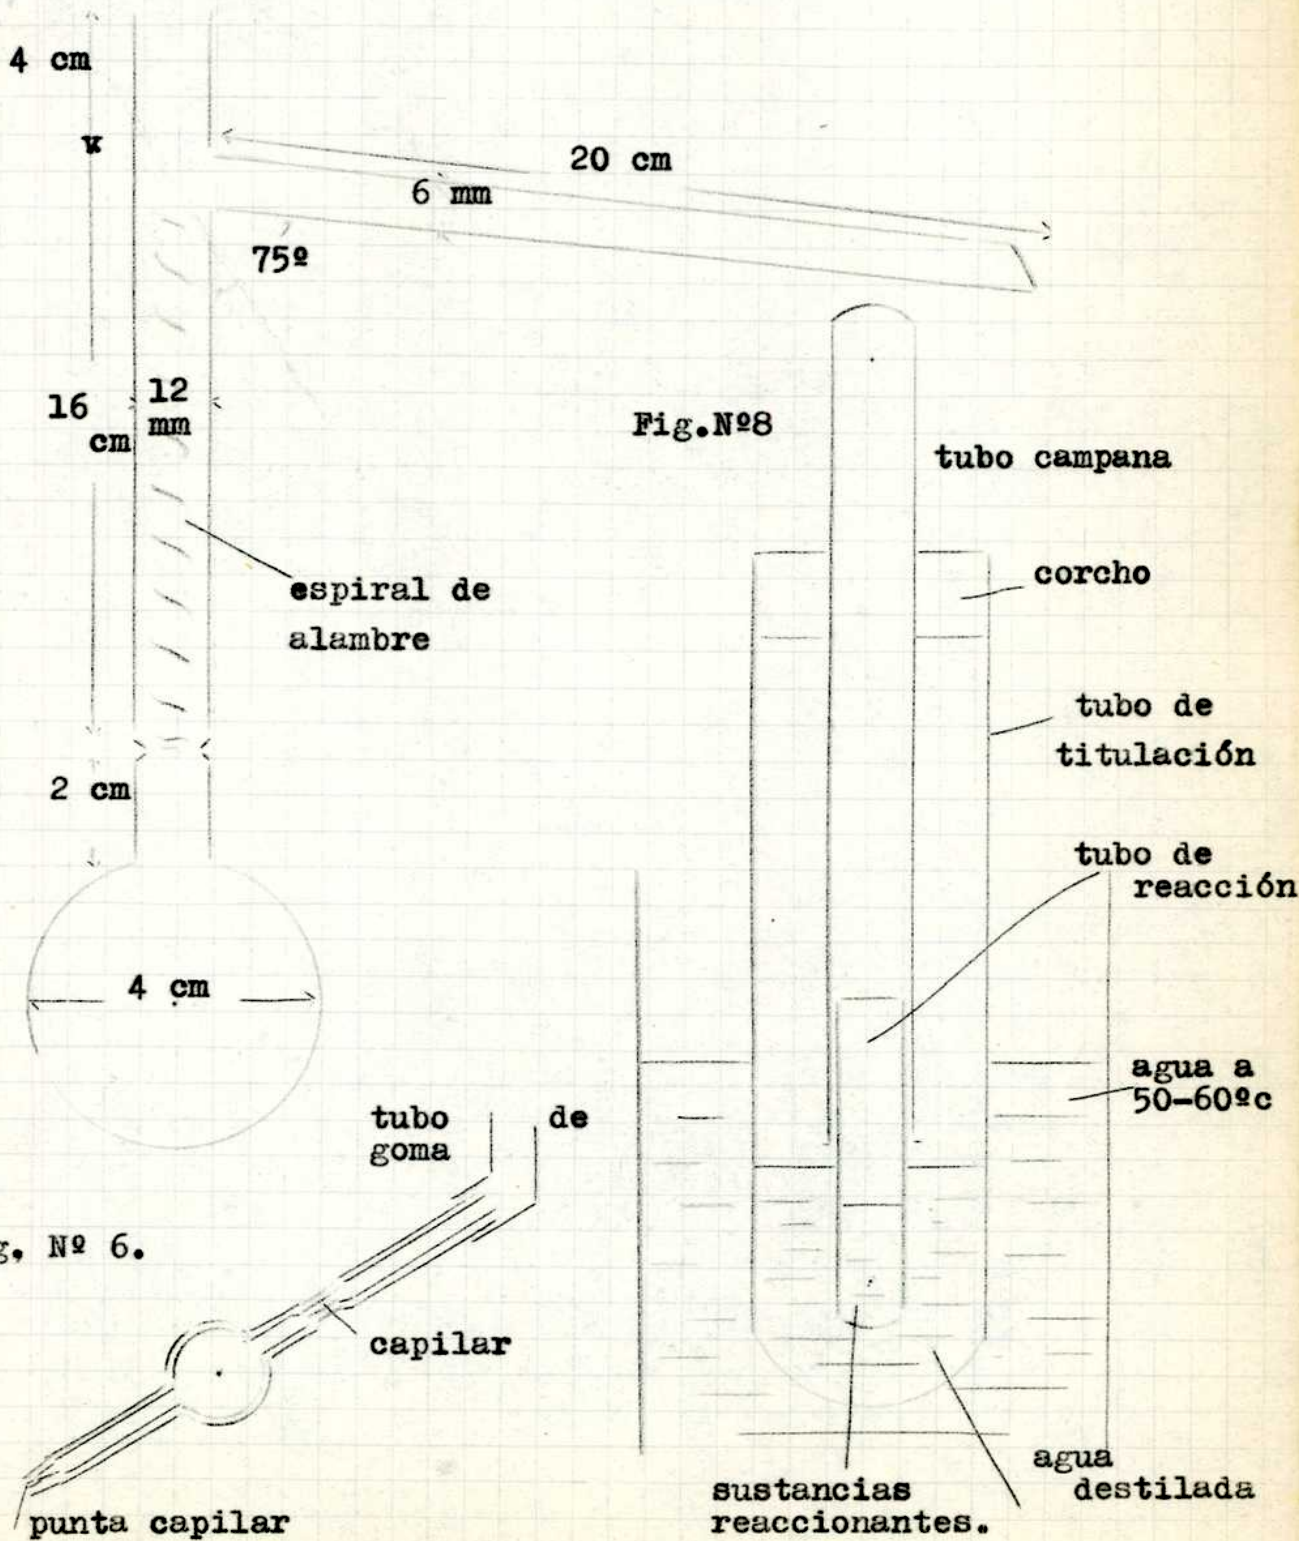 4 cm
20 cm
6 mm
75º
12
mm
16
cm
Fig.Nº8
tubo campana
corcho
espiral de
alambre
tubo de
titulación
2 cm
tubo de
reacción
4 cm
agua a
50-60ºc
tubo de
goma
g, Nº 6.
capilar
agua
destilada
sustancias
reaccionantes.
punta capilar